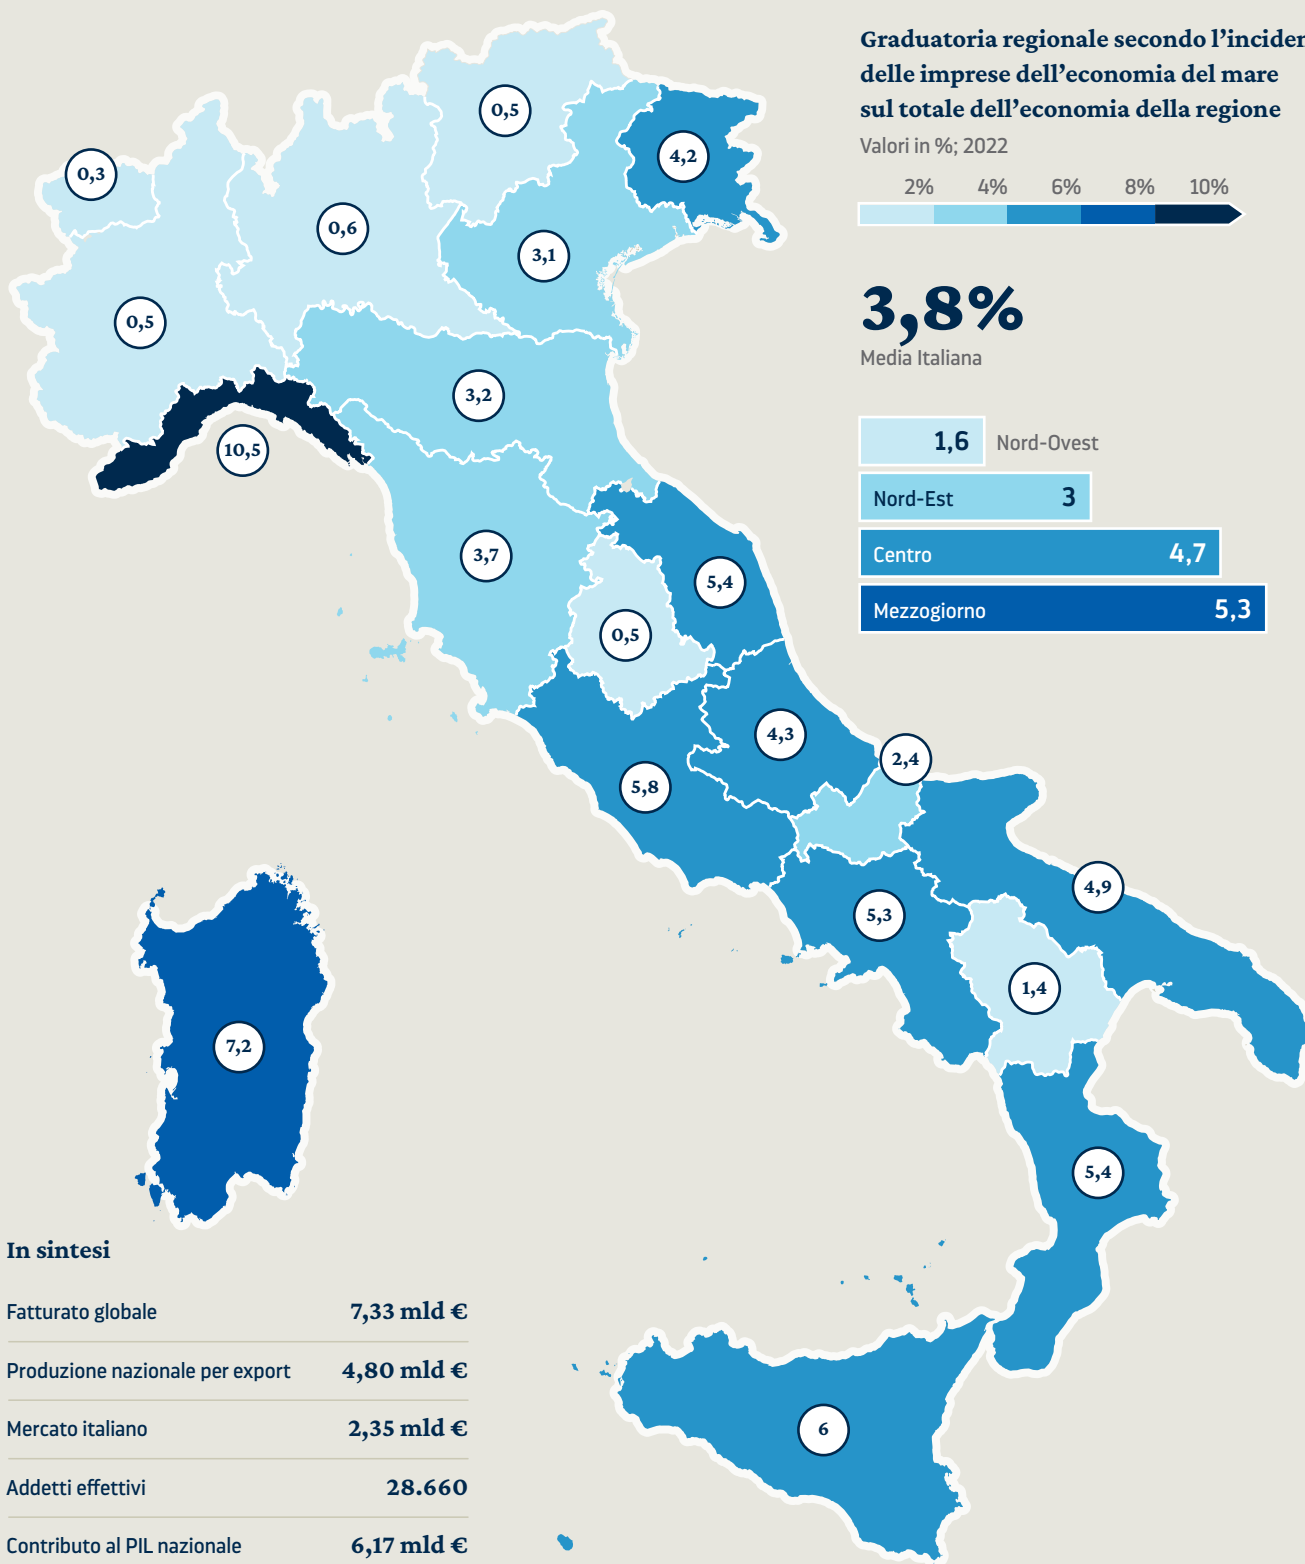 Graduatoria regionale secondo l'inciden
delle imprese dell'economia del mare
sul totale dell'economia della regione
Valori in %; 2022
2% 4% 6% 8% 10%
3,8%
Media Italiana
1,6 Nord-Ovest
Nord-Est 3
Centro 4,7
Mezzogiorno 5,3
0,5
4,2
0,3
0,6
3,1
0,5
3,2
10,5
3,7
5,4
0,5
4,3
2,4
5,8
4,9
5,3
1,4
7,2
5,4
6
In sintesi
Fatturato globale 7,33 mld €
Produzione nazionale per export 4,80 mld €
Mercato italiano 2,35 mld €
Addetti effettivi 28.660
Contributo al PIL nazionale 6,17 mld €